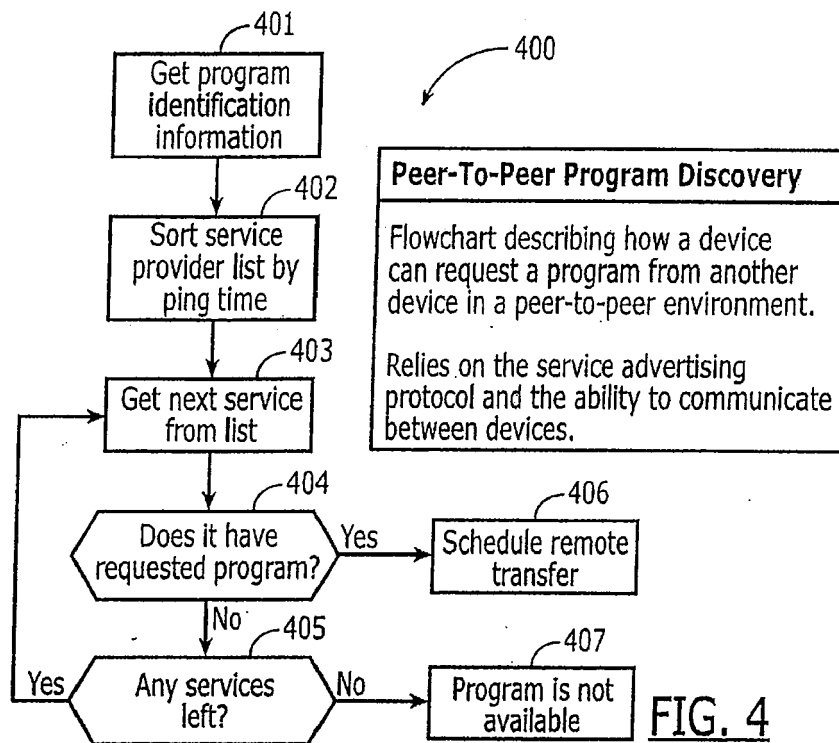 401
Get program
identification
information
400
402
Sort service
provider list by
ping time
Peer-To-Peer Program Discovery
Flowchart describing how a device
can request a program from another
device in a peer-to-peer environment.
Relies on the service advertising
protocol and the ability to communicate
between devices.
403
Get next service
from list
404
Does it have
requested program?
Yes
406
Schedule remote
transfer
No
405
Any services
left?
Yes
No
407
Program is not
available
FIG. 4